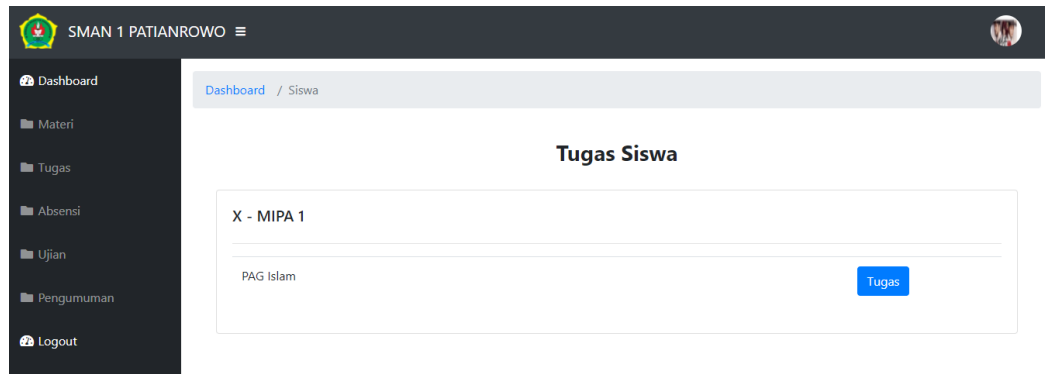 SMAN 1 PATIANROWO
Dashboard
Materi
Tugas
Absensi
Ujian
Pengumuman
Logout
Dashboard / Siswa
Tugas Siswa
X - MIPA 1
PAG Islam
Tugas